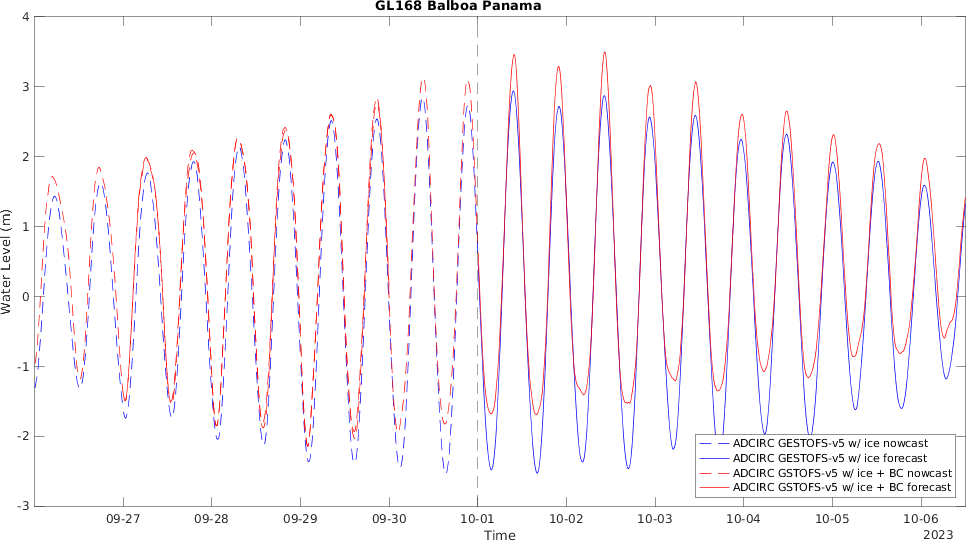 GL168 Balboa Panama
4
3
2
1
0
-1
-2
-3
Water Level (m)
ADCIRC GESTOFS-v5 w/ ice nowcast
ADCIRC GESTOFS-v5 w/ ice forecast
ADCIRC GSTOFS-v5 w/ ice + BC nowcast
ADCIRC GSTOFS-v5 w/ ice + BC forecast
09-27 09-28 09-29 09-30 10-01 10-02 10-03 10-04 10-05 10-06
Time
2023